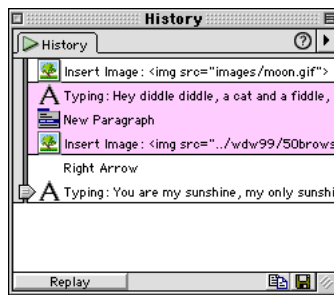 History
History
Insert Image: <img src="images/moon.gif">
Typing: Hey diddle diddle, a cat and a fiddle,
New Paragraph
Insert Image: <img src="../wdw99/50brows
Right Arrow
Typing: You are my sunshine, my only sunshi
Replay